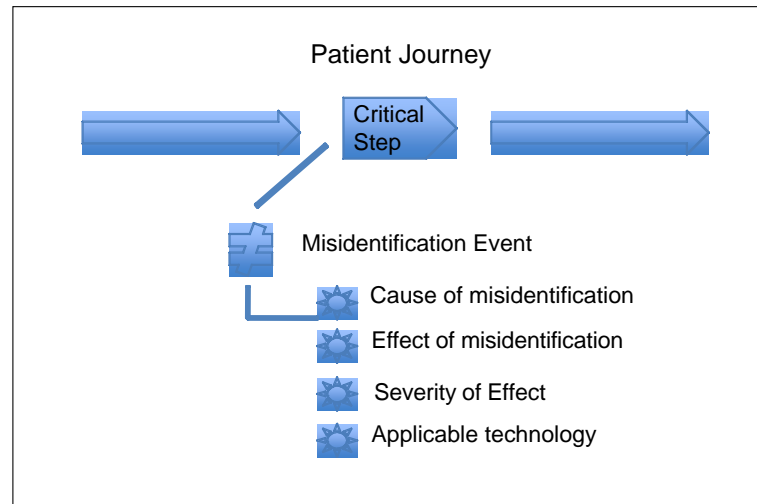 Patient Journey
Critical
Step
Misidentification Event
Cause of misidentification
Effect of misidentification
Severity of Effect
Applicable technology